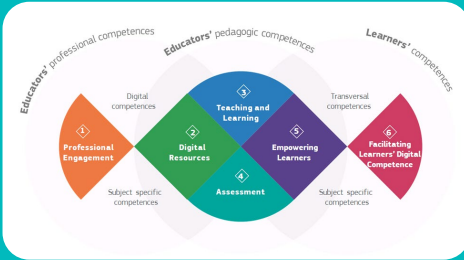 Educators' professional competences
Educators' pedagogic competences
Learners' competences
Digital
competences
Transversal
competences
1
Professional
Engagement
2
Digital
Resources
3
Teaching and
Learning
4
Assessment
5
Empowering
Learners
6
Facilitating
Learners' Digital
Competence
Subject specific
competences
Subject specific
competences